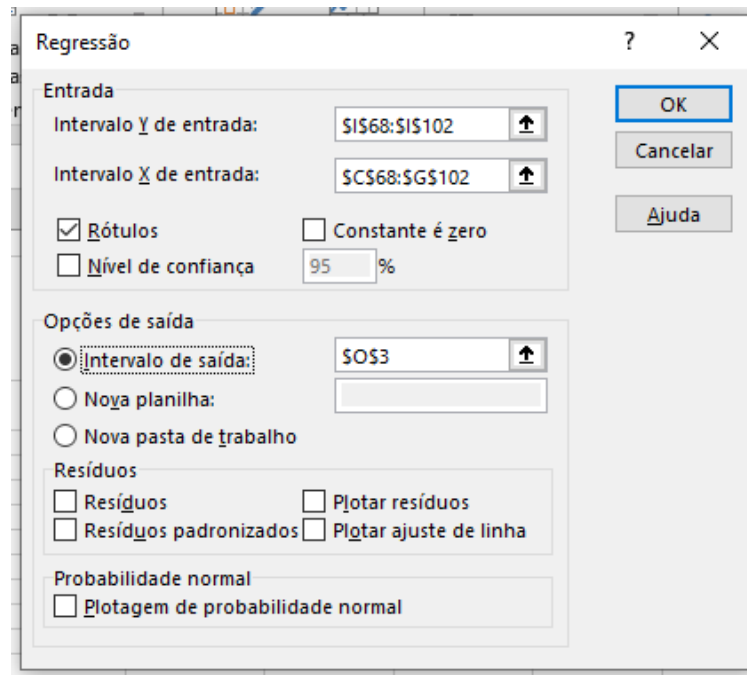 Regressão ? ×
Entrada
Intervalo Y de entrada: $I$68:$I$102
Intervalo X de entrada: $C$68:$G$102
Rótulos Constante é zero
Nível de confiança 95 %
OK
Cancelar
Ajuda
Opções de saída
Intervalo de saída: $O$3
Nova planilha:
Nova pasta de trabalho
Resíduos
Resíduos Plotar resíduos
Resíduos padronizados Plotar ajuste de linha
Probabilidade normal
Plotagem de probabilidade normal